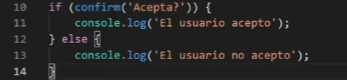 10 if (confirm('Acepta?')) {
11 console.log('El usuario acepto');
12 } else {
13 console.log('El usuario no acepto');
14 }